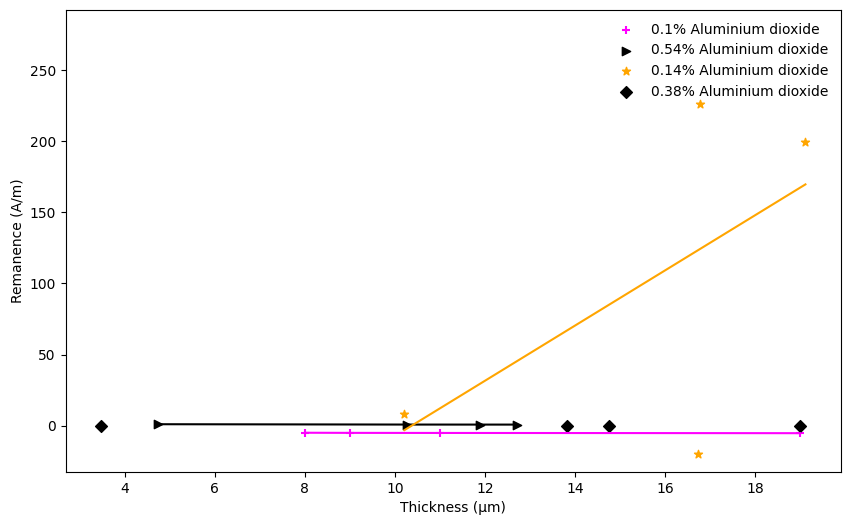 0.1% Aluminium dioxide
0.54% Aluminium dioxide
0.14% Aluminium dioxide
0.38% Aluminium dioxide
250
200
150
100
50
0
Remanence (A/m)
4 6 8 10 12 14 16 18
Thickness (μm)